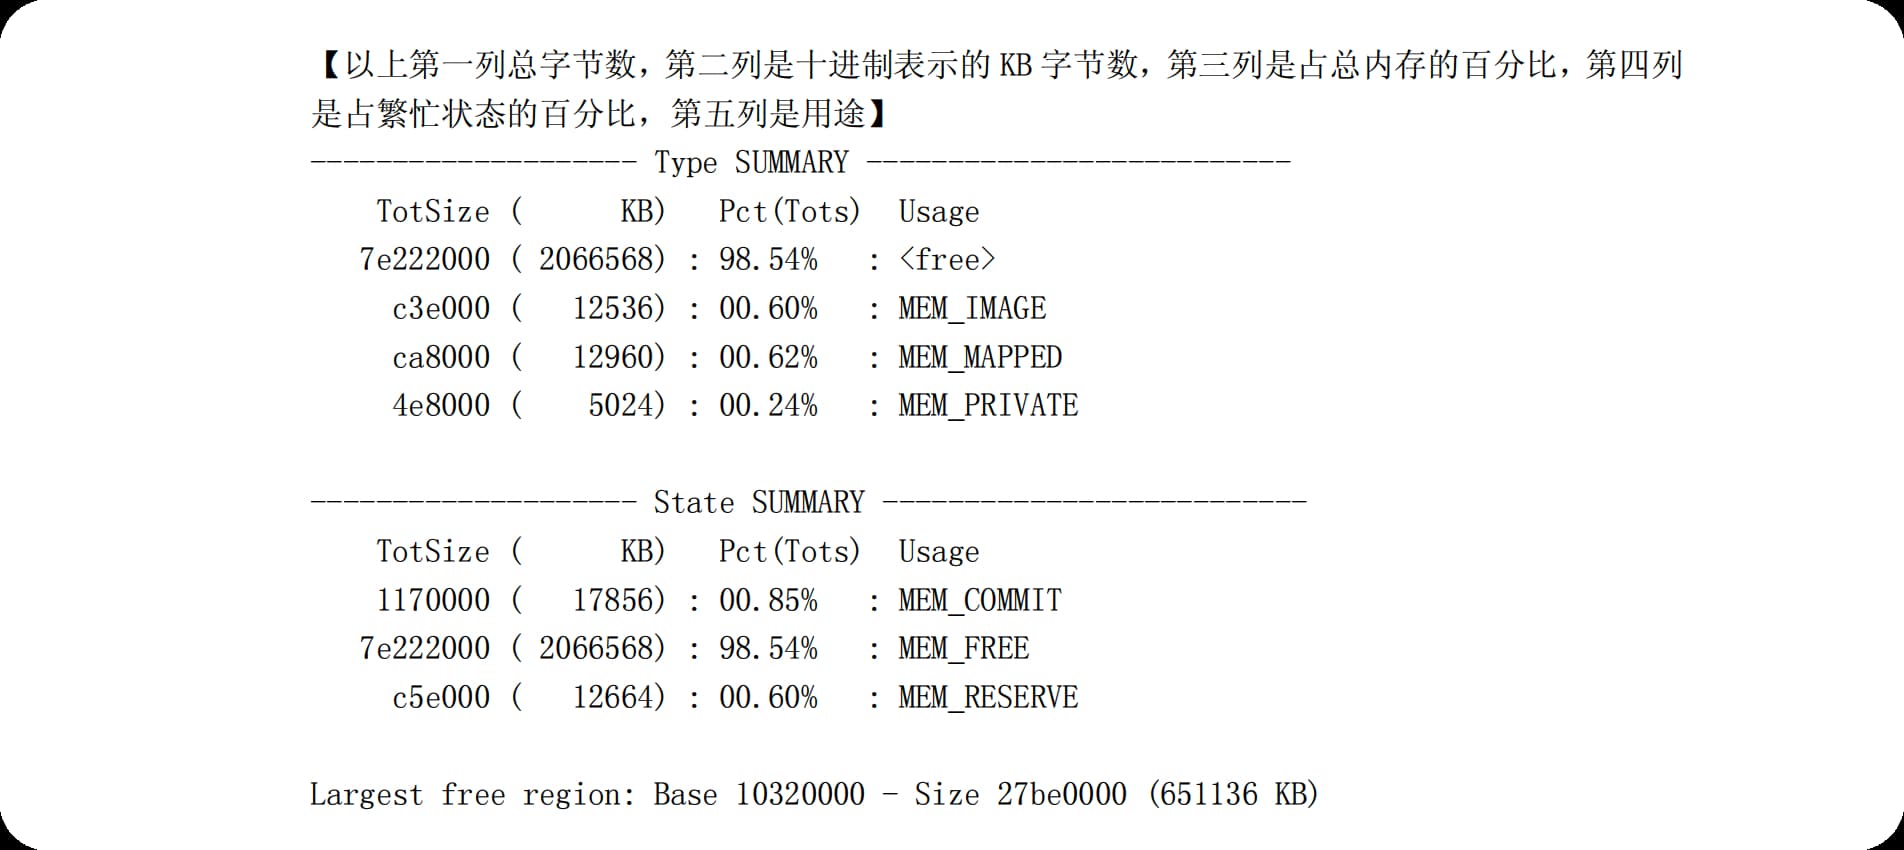 【以上第一列总字节数，第二列是十进制表示的 KB 字节数，第三列是占总内存的百分比，第四列
是占繁忙状态的百分比，第五列是用途】
-------------------- Type SUMMARY --------------------------
    TotSize (      KB)   Pct(Tots)  Usage
   7e222000 ( 2066568) : 98.54%   : <free>
     c3e000 (   12536) : 00.60%   : MEM_IMAGE
     ca8000 (   12960) : 00.62%   : MEM_MAPPED
     4e8000 (    5024) : 00.24%   : MEM_PRIVATE
-------------------- State SUMMARY --------------------------
    TotSize (      KB)   Pct(Tots)  Usage
    1170000 (   17856) : 00.85%   : MEM_COMMIT
   7e222000 ( 2066568) : 98.54%   : MEM_FREE
     c5e000 (   12664) : 00.60%   : MEM_RESERVE
Largest free region: Base 10320000 - Size 27be0000 (651136 KB)